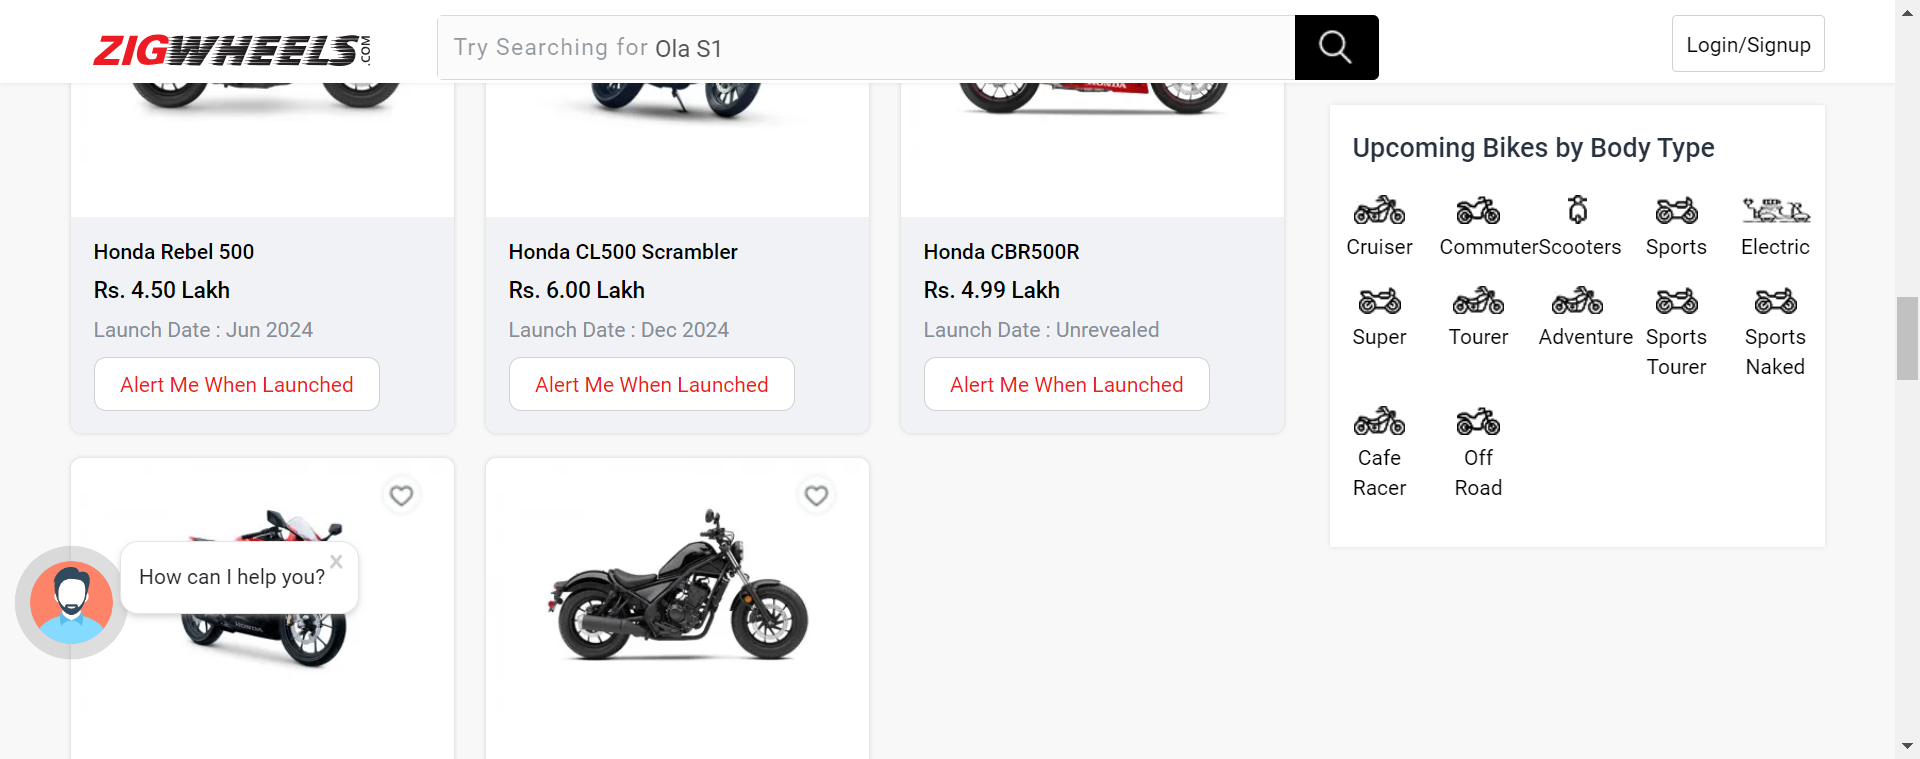 ZIGWHEELS.COM
Try Searching for Ola S1
Login/Signup
HONDA
Honda Rebel 500
Rs. 4.50 Lakh
Launch Date : Jun 2024
Alert Me When Launched
Honda CL500 Scrambler
Rs. 6.00 Lakh
Launch Date : Dec 2024
Alert Me When Launched
Honda CBR500R
Rs. 4.99 Lakh
Launch Date : Unrevealed
Alert Me When Launched
Upcoming Bikes by Body Type
Cruiser
Commuter
Scooters
Sports
Electric
Super
Tourer
Adventure
Sports
Tourer
Sports
Naked
Cafe
Racer
Off
Road
How can I help you?
HONDA